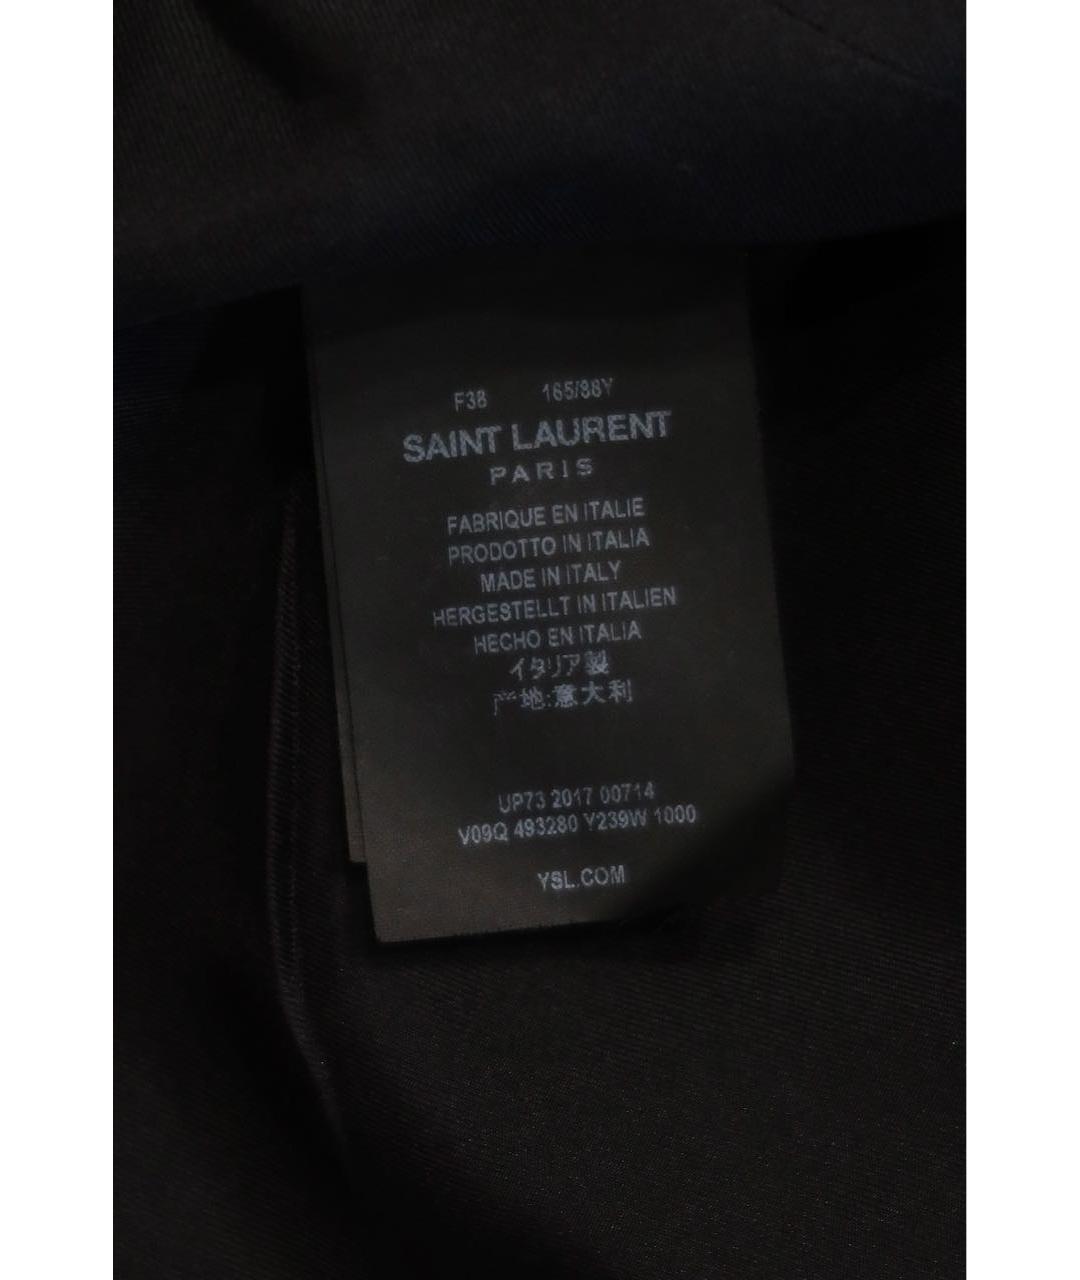 F38 165/88Y
SAINT LAURENT
PARIS
FABRIQUE EN ITALIE
PRODOTTO IN ITALIA
MADE IN ITALY
HERGESTELLT IN ITALIEN
HECHO EN ITALIA
イタリア製
产地:意大利
UP73 2017 00714
V09Q 493280 Y239W 1000
YSL.COM